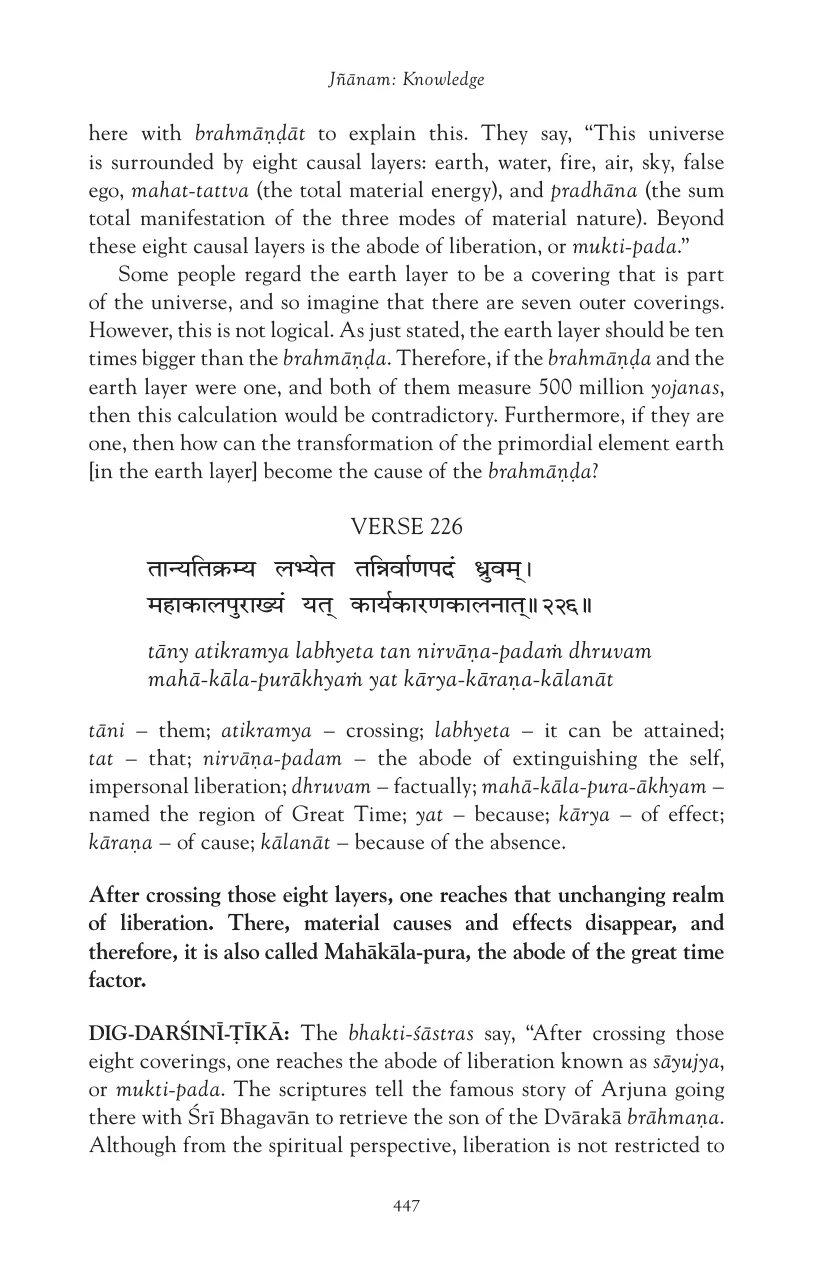 Jñānam: Knowledge
here with brahmāṇḍāt to explain this. They say, “This universe
is surrounded by eight causal layers: earth, water, fire, air, sky, false
ego, mahat-tattva (the total material energy), and pradhāna (the sum
total manifestation of the three modes of material nature). Beyond
these eight causal layers is the abode of liberation, or mukti-pada.”
Some people regard the earth layer to be a covering that is part
of the universe, and so imagine that there are seven outer coverings.
However, this is not logical. As just stated, the earth layer should be ten
times bigger than the brahmāṇḍa. Therefore, if the brahmāṇḍa and the
earth layer were one, and both of them measure 500 million yojanas,
then this calculation would be contradictory. Furthermore, if they are
one, then how can the transformation of the primordial element earth
[in the earth layer] become the cause of the brahmāṇḍa?
VERSE 226
तान्यतिक्रम्य लभ्येत तन्निर्वाणपदं ध्रुवम्।
महाकालपुराख्यं यत् कार्यकारणकालनात्॥२२६॥
tāny atikramya labhyeta tan nirvāṇa-padaṁ dhruvam
mahā-kāla-purākhyaṁ yat kārya-kāraṇa-kālanāt
tāni – them; atikramya – crossing; labhyeta – it can be attained;
tat – that; nirvāṇa-padam – the abode of extinguishing the self,
impersonal liberation; dhruvam – factually; mahā-kāla-pura-ākhyam –
named the region of Great Time; yat – because; kārya – of effect;
kāraṇa – of cause; kālanāt – because of the absence.
After crossing those eight layers, one reaches that unchanging realm
of liberation. There, material causes and effects disappear, and
therefore, it is also called Mahākāla-pura, the abode of the great time
factor.
DIG-DARŚINĪ-ṬĪKĀ: The bhakti-śāstras say, “After crossing those
eight coverings, one reaches the abode of liberation known as sāyujya,
or mukti-pada. The scriptures tell the famous story of Arjuna going
there with Śrī Bhagavān to retrieve the son of the Dvārakā brāhmaṇa.
Although from the spiritual perspective, liberation is not restricted to
447